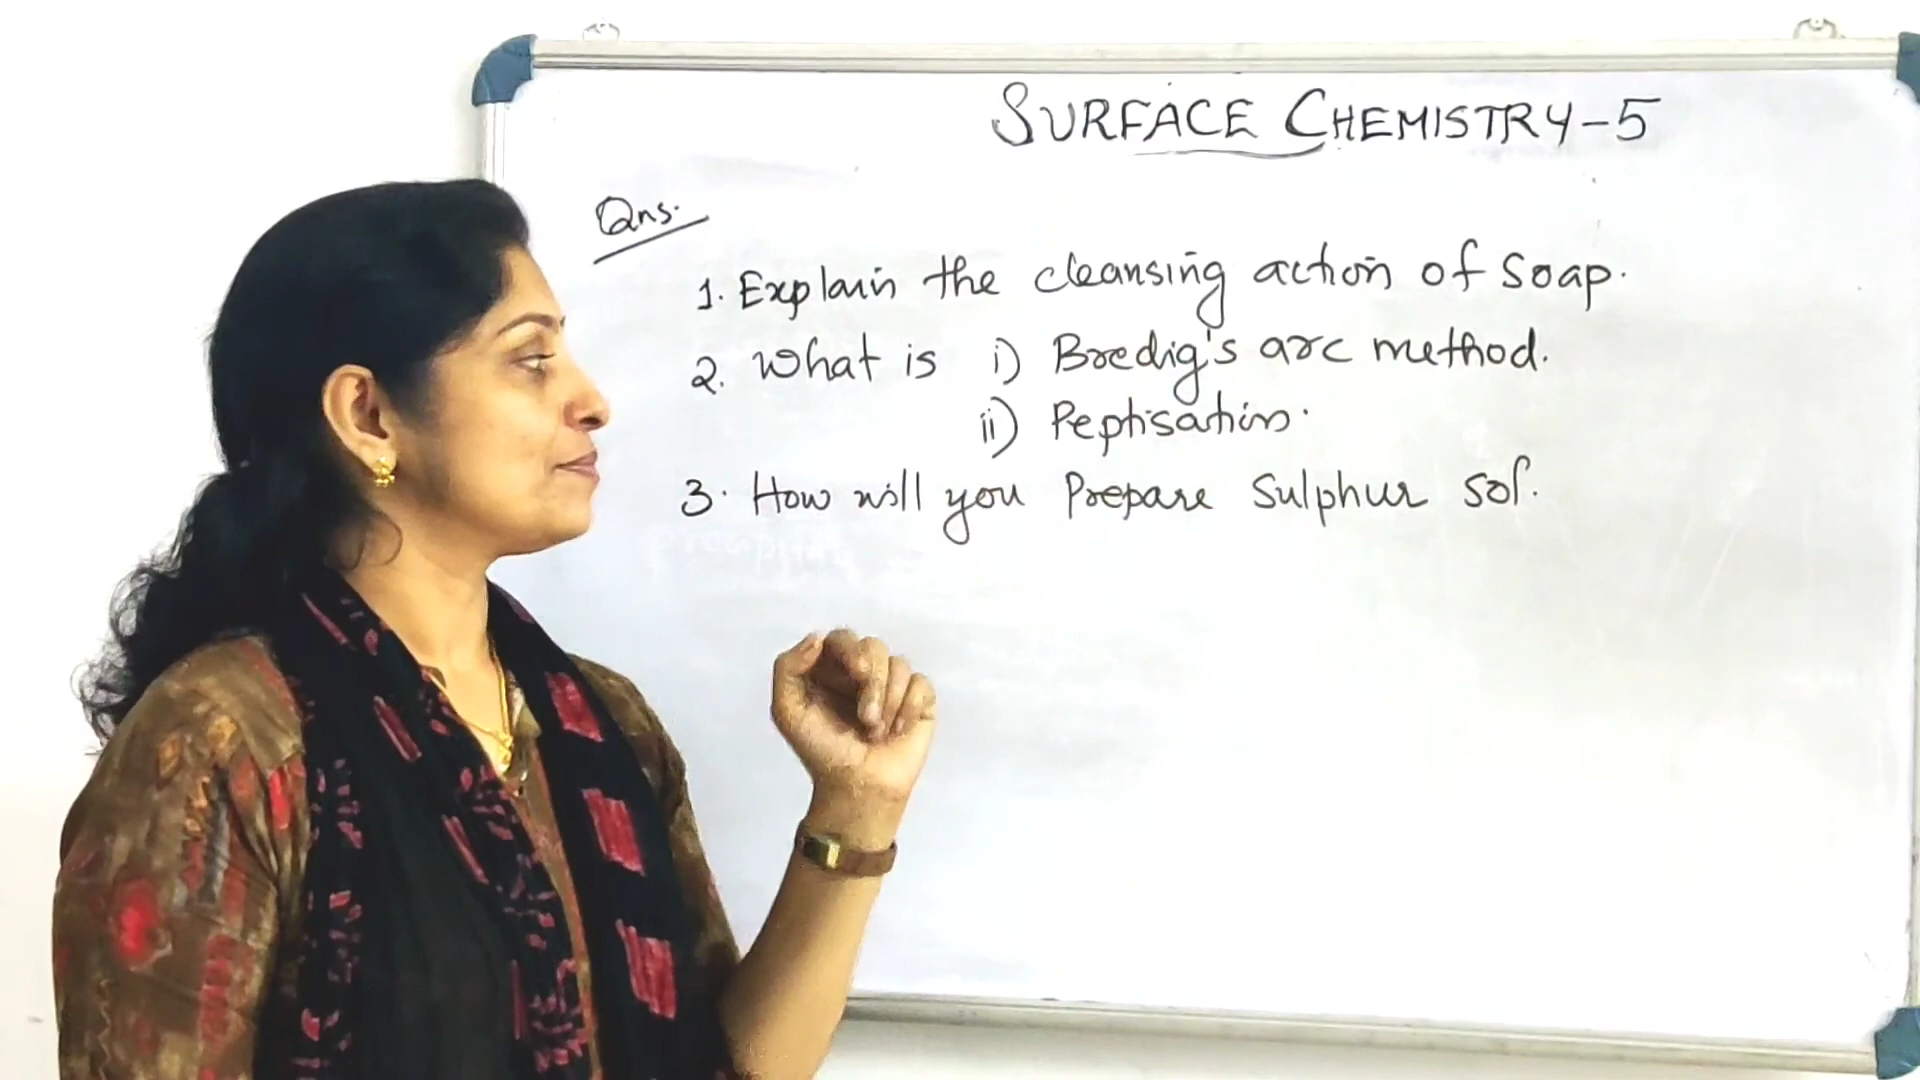 SURFACE CHEMISTRY-5
Qns.
1. Explain the cleansing action of soap.
2. What is i) Bredig's arc method.
ii) Peptisation.
3. How will you Prepare Sulphur sol.